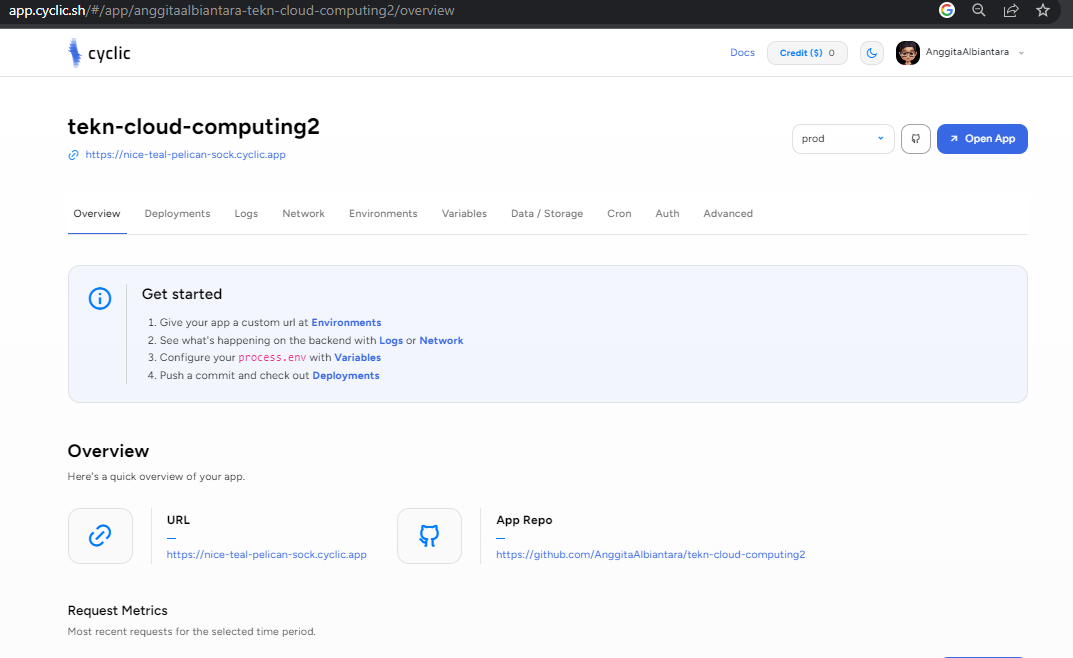 app.cyclic.sh/#/app/anggitaalbiantara-tekn-cloud-computing2/overview
cyclic
Docs
Credit ($) 0
AnggitaAlbiantara
tekn-cloud-computing2
https://nice-teal-pelican-sock.cyclic.app
prod
Open App
Overview
Deployments
Logs
Network
Environments
Variables
Data / Storage
Cron
Auth
Advanced
Get started
1. Give your app a custom url at Environments
2. See what's happening on the backend with Logs or Network
3. Configure your process.env with Variables
4. Push a commit and check out Deployments
Overview
Here's a quick overview of your app.
URL
https://nice-teal-pelican-sock.cyclic.app
App Repo
https://github.com/AnggitaAlbiantara/tekn-cloud-computing2
Request Metrics
Most recent requests for the selected time period.